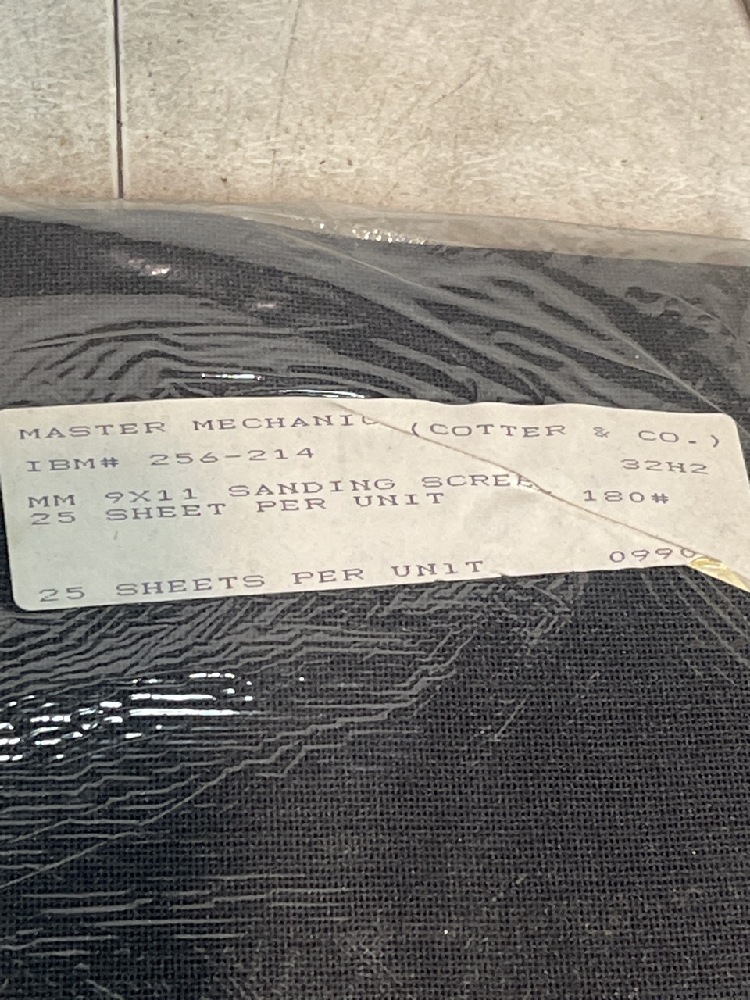 MASTER MECHANIC (COTTER & CO.)
IBM# 256-214 32H2
MM 9X11 SANDING SCREEN 180#
25 SHEET PER UNIT
25 SHEETS PER UNIT 0990